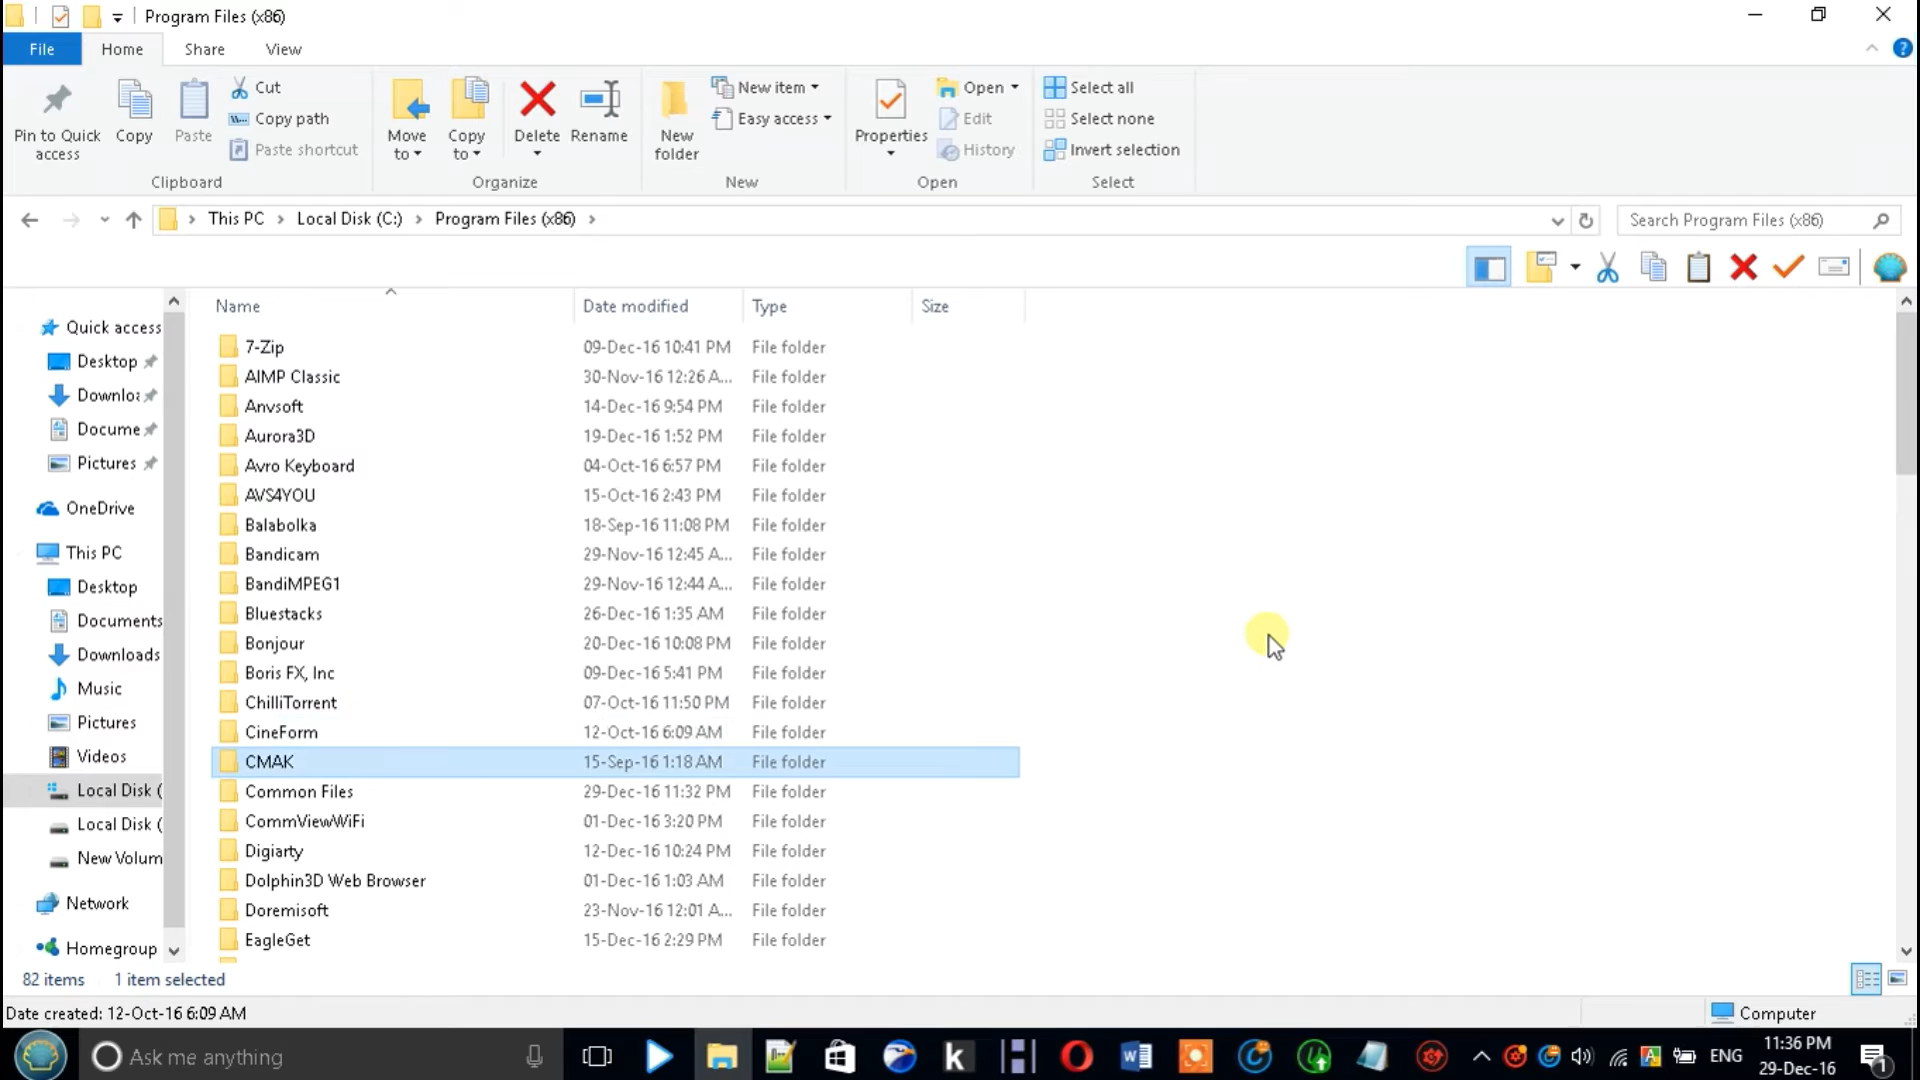 Program Files (x86)
File Home Share View
Pin to Quick access
Copy
Paste
Cut
Copy path
Paste shortcut
Clipboard
Move to
Copy to
Delete
Rename
Organize
New folder
New item
Easy access
New
Properties
Open
Edit
History
Open
Select all
Select none
Invert selection
Select
This PC > Local Disk (C:) > Program Files (x86) >
Search Program Files (x86)
Quick access
Desktop
Downloa
Docume
Pictures
OneDrive
This PC
Desktop
Documents
Downloads
Music
Pictures
Videos
Local Disk (
Local Disk (
New Volum
Network
Homegroup
Name Date modified Type Size
7-Zip 09-Dec-16 10:41 PM File folder
AIMP Classic 30-Nov-16 12:26 A... File folder
Anvsoft 14-Dec-16 9:54 PM File folder
Aurora3D 19-Dec-16 1:52 PM File folder
Avro Keyboard 04-Oct-16 6:57 PM File folder
AVS4YOU 15-Oct-16 2:43 PM File folder
Balabolka 18-Sep-16 11:08 PM File folder
Bandicam 29-Nov-16 12:45 A... File folder
BandiMPEG1 29-Nov-16 12:44 A... File folder
Bluestacks 26-Dec-16 1:35 AM File folder
Bonjour 20-Dec-16 10:08 PM File folder
Boris FX, Inc 09-Dec-16 5:41 PM File folder
ChilliTorrent 07-Oct-16 11:50 PM File folder
CineForm 12-Oct-16 6:09 AM File folder
CMAK 15-Sep-16 1:18 AM File folder
Common Files 29-Dec-16 11:32 PM File folder
CommViewWiFi 01-Dec-16 3:20 PM File folder
Digiarty 12-Dec-16 10:24 PM File folder
Dolphin3D Web Browser 01-Dec-16 1:03 AM File folder
Doremisoft 23-Nov-16 12:01 A... File folder
EagleGet 15-Dec-16 2:29 PM File folder
82 items 1 item selected
Date created: 12-Oct-16 6:09 AM
Computer
Ask me anything
ENG
11:36 PM
29-Dec-16
1